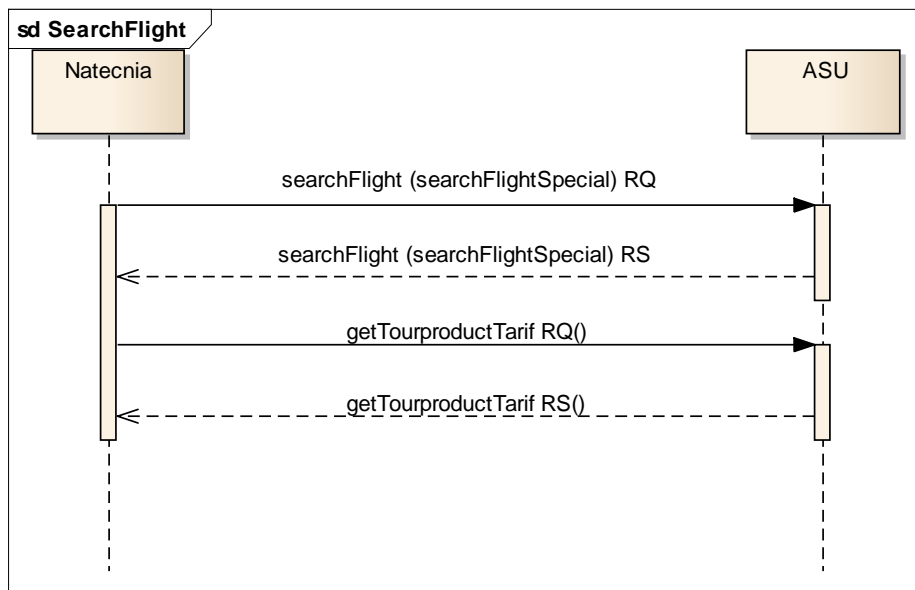 sd SearchFlight
Natecnia
ASU
searchFlight (searchFlightSpecial) RQ
searchFlight (searchFlightSpecial) RS
getTourproductTarif RQ()
getTourproductTarif RS()